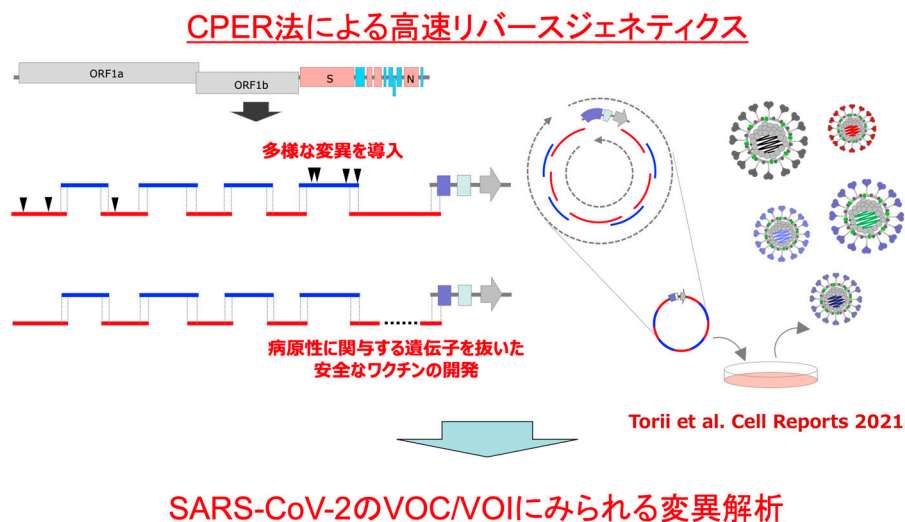 CPER法による高速リバースジェネティクス
ORF1a
ORF1b
S
N
多様な変異を導入
病原性に関与する遺伝子を抜いた
安全なワクチンの開発
Torii et al. Cell Reports 2021
SARS-CoV-2のVOC/VOIにみられる変異解析